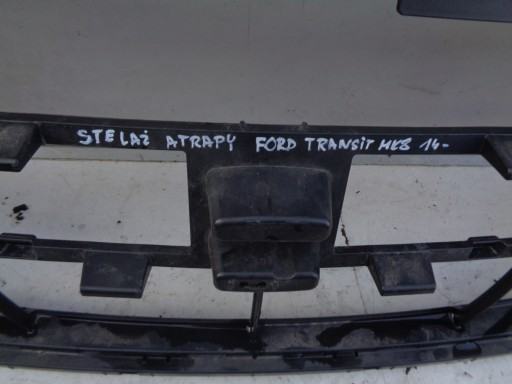 STELAŻ ATRAPY FORD TRANSIT MK8 14-